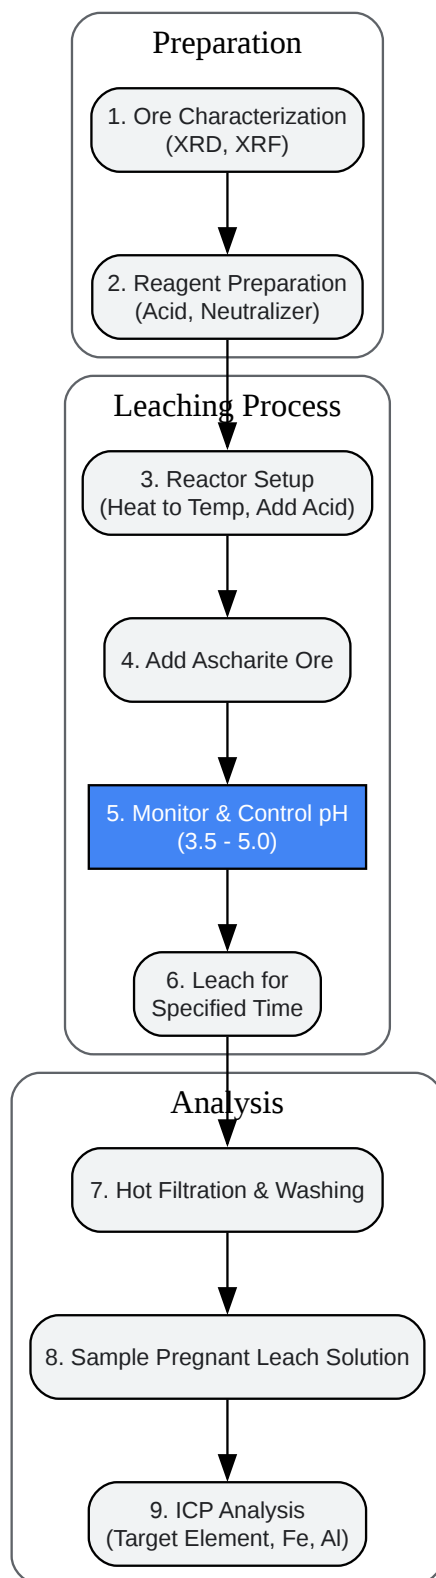 Preparation
1. Ore Characterization
(XRD, XRF)
2. Reagent Preparation
(Acid, Neutralizer)
Leaching Process
3. Reactor Setup
(Heat to Temp, Add Acid)
4. Add Ascharite Ore
5. Monitor & Control pH
(3.5 - 5.0)
6. Leach for
Specified Time
Analysis
7. Hot Filtration & Washing
8. Sample Pregnant Leach Solution
9. ICP Analysis
(Target Element, Fe, Al)